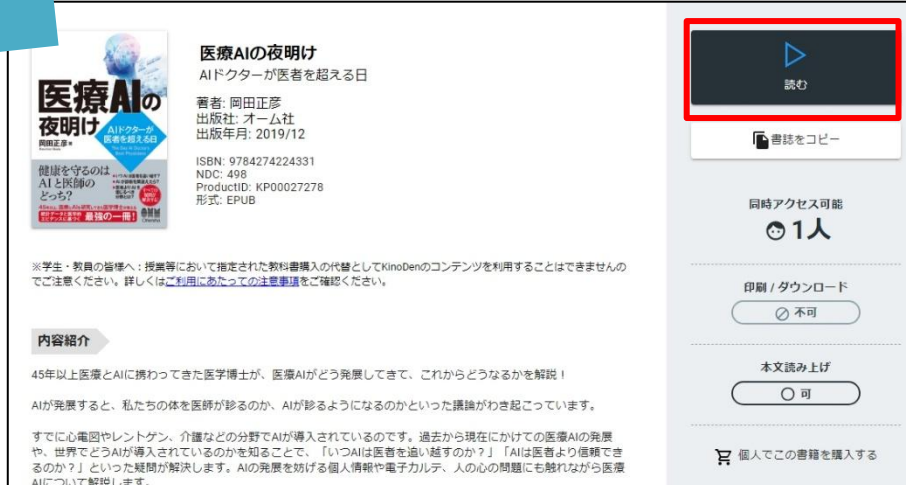 医療AIの夜明け
AIドクターが医者を超える日
著者: 岡田正彦
出版社: オーム社
出版年月: 2019/12
ISBN: 9784274224331
NDC: 498
ProductID: KP00027278
形式: EPUB
医療AIの
夜明け
AIドクターが
医者を超える日
岡田正彦
健康を守るのは
AIと医師の
どっち?
最強の一冊!
※学生・教員の皆様へ：授業等において指定された教科書購入の代替としてKinoDenのコンテンツを利用することはできませんの
でご注意ください。詳しくはご利用にあたっての注意事項をご確認ください。
内容紹介
45年以上医療とAIに携わってきた医学博士が、医療AIがどう発展してきて、これからどうなるかを解説！
AIが発展すると、私たちの体を医師が診るのか、AIが診るようになるのかといった議論がわき起こっています。
すでに心電図やレントゲン、介護などの分野でAIが導入されているのです。過去から現在にかけての医療AIの発展
や、世界でどうAIが導入されているのかを知ることで、「いつAIは医者を追い越すのか？」「AIは医者より信頼でき
るのか？」といった疑問が解決します。AIの発展を妨げる個人情報や電子カルテ、人の心の問題にも触れながら医療
AIについて解説します。
読む
書誌をコピー
同時アクセス可能
1人
印刷 / ダウンロード
不可
本文読み上げ
可
個人でこの書籍を購入する